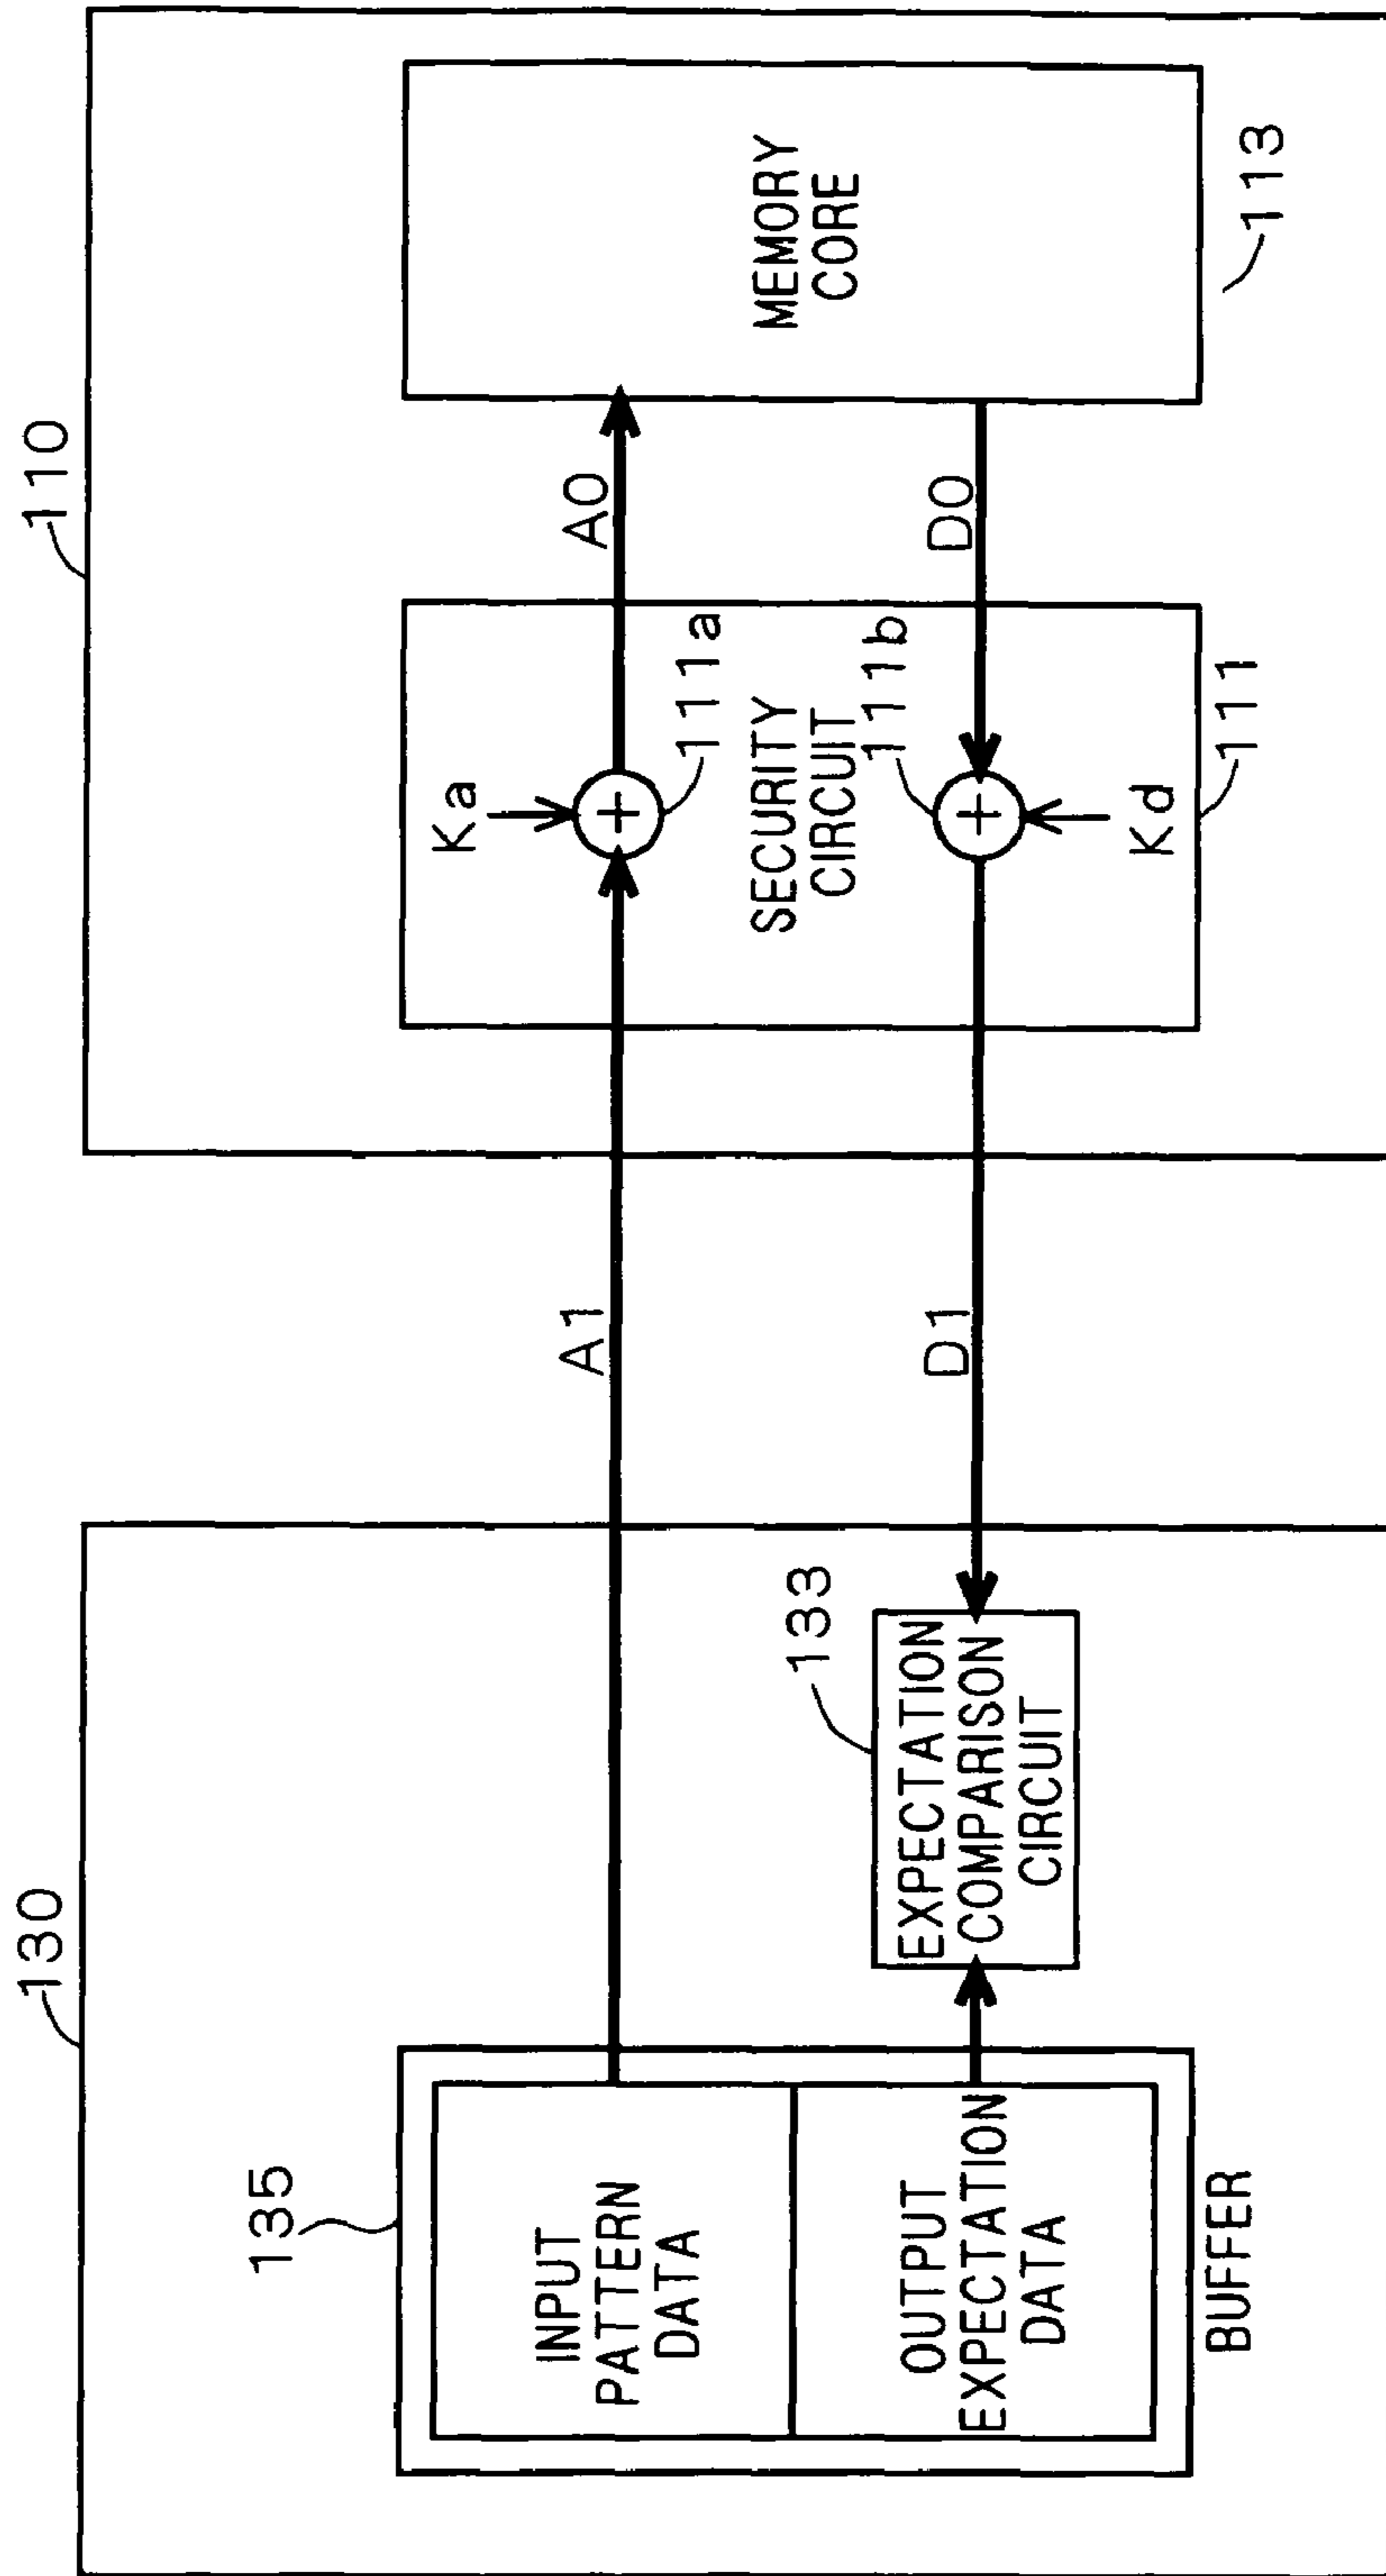 130
110
135
INPUT
PATTERN
DATA
OUTPUT
EXPECTATION
DATA
BUFFER
133
EXPECTATION
COMPARISON
CIRCUIT
A1
D1
Ka
111a
SECURITY
CIRCUIT
111b
Kd
111
A0
D0
MEMORY
CORE
113